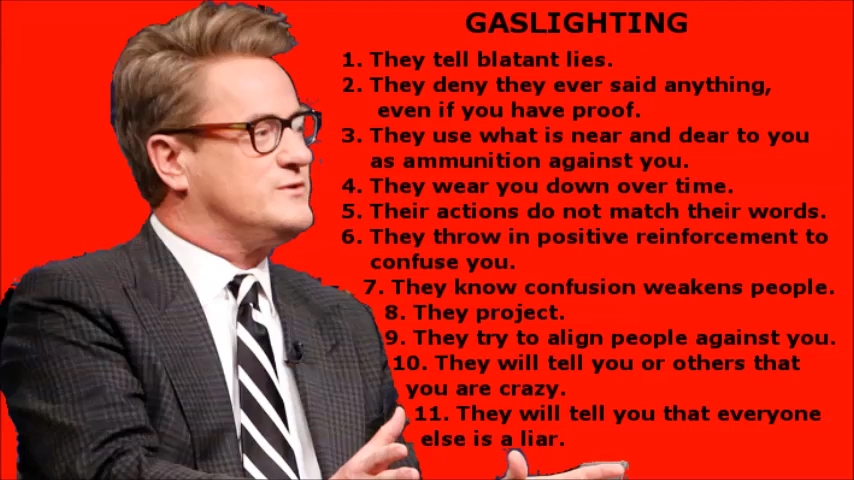 GASLIGHTING
1. They tell blatant lies.
2. They deny they ever said anything,
even if you have proof.
3. They use what is near and dear to you
as ammunition against you.
4. They wear you down over time.
5. Their actions do not match their words.
6. They throw in positive reinforcement to
confuse you.
7. They know confusion weakens people.
8. They project.
9. They try to align people against you.
10. They will tell you or others that
you are crazy.
11. They will tell you that everyone
else is a liar.